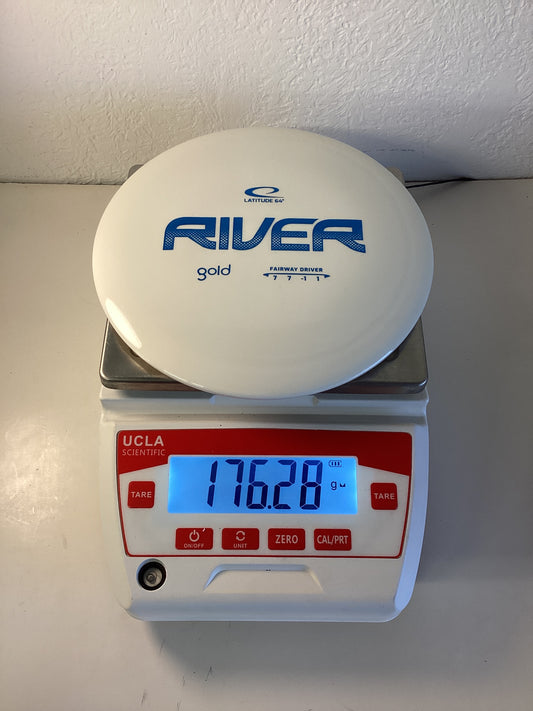 LATITUDE 64°
RIVER
gold
FAIRWAY DRIVER
7 7 -1 1
UCLA
SCIENTIFIC
176.28
g
TARE
TARE
ON/OFF
UNIT
ZERO
CAL/PRT